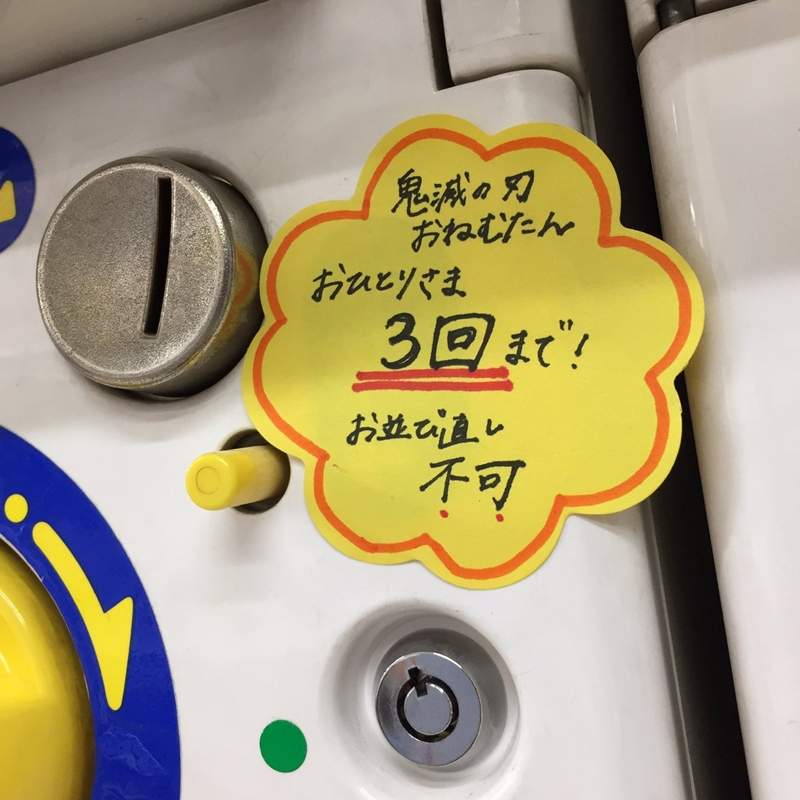 鬼滅の刃
おねむたん
おひとりさま
3回まで!
お並び直し
不可